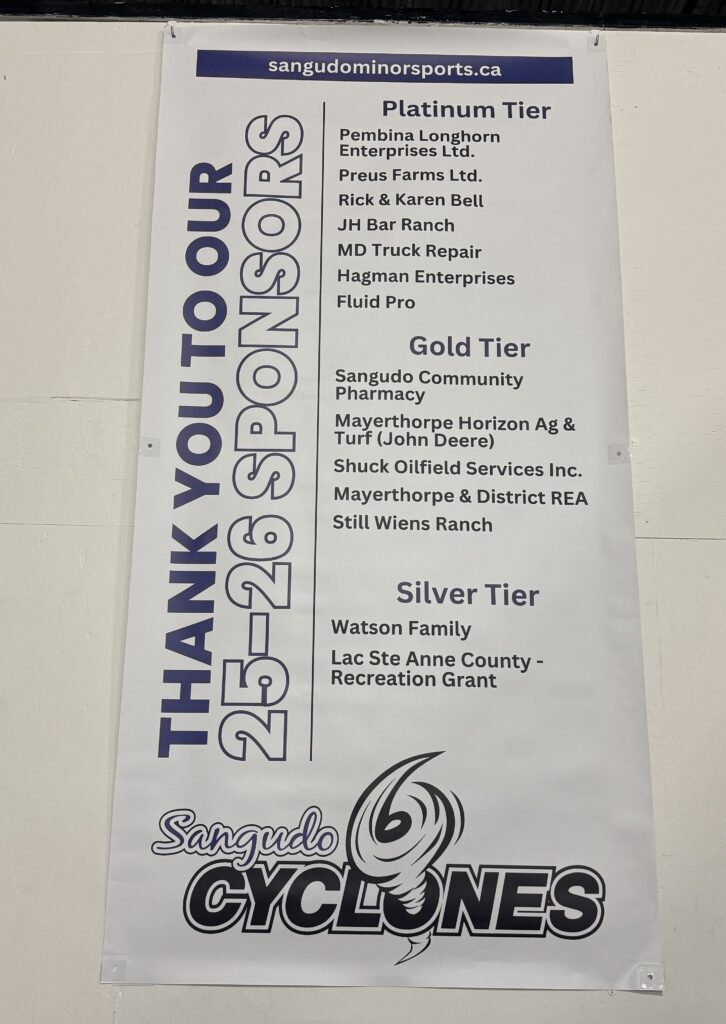 sangudominorsports.ca
THANK YOU TO OUR
25-26 SPONSORS
Platinum Tier
Pembina Longhorn
Enterprises Ltd.
Preus Farms Ltd.
Rick & Karen Bell
JH Bar Ranch
MD Truck Repair
Hagman Enterprises
Fluid Pro
Gold Tier
Sangudo Community
Pharmacy
Mayerthorpe Horizon Ag &
Turf (John Deere)
Shuck Oilfield Services Inc.
Mayerthorpe & District REA
Still Wiens Ranch
Silver Tier
Watson Family
Lac Ste Anne County -
Recreation Grant
Sangudo
CYCLONES